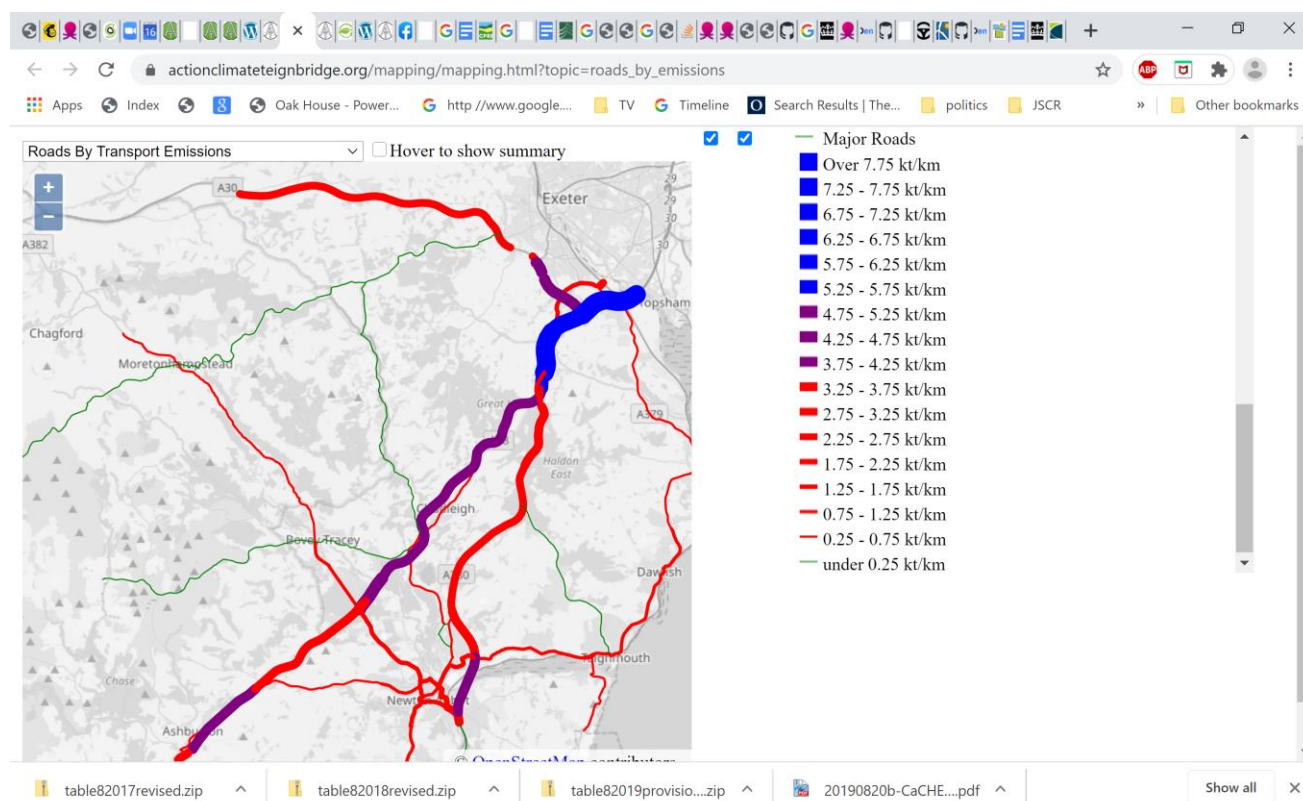 16
G
G
G
G
G
actionclimateteignbridge.org/mapping/mapping.html?topic=roads_by_emissions
ABP
Apps
Index
8
Oak House - Power...
G http://www.google....
TV
G Timeline
O Search Results | The...
politics
JSCR
»
Other bookmarks
Roads By Transport Emissions
Hover to show summary
+
−
A30
Exeter
29
29
30
30
A382
Topsham
Chagford
Moretonhampstead
A379
Haldon
East
Bovey Tracey
Dawlish
Teignmouth
Chase
Ashburton
© OpenStreetMap contributors
Major Roads
Over 7.75 kt/km
7.25 - 7.75 kt/km
6.75 - 7.25 kt/km
6.25 - 6.75 kt/km
5.75 - 6.25 kt/km
5.25 - 5.75 kt/km
4.75 - 5.25 kt/km
4.25 - 4.75 kt/km
3.75 - 4.25 kt/km
3.25 - 3.75 kt/km
2.75 - 3.25 kt/km
2.25 - 2.75 kt/km
1.75 - 2.25 kt/km
1.25 - 1.75 kt/km
0.75 - 1.25 kt/km
0.25 - 0.75 kt/km
under 0.25 kt/km
table82017revised.zip
table82018revised.zip
table82019provisio....zip
20190820b-CaCHE....pdf
Show all